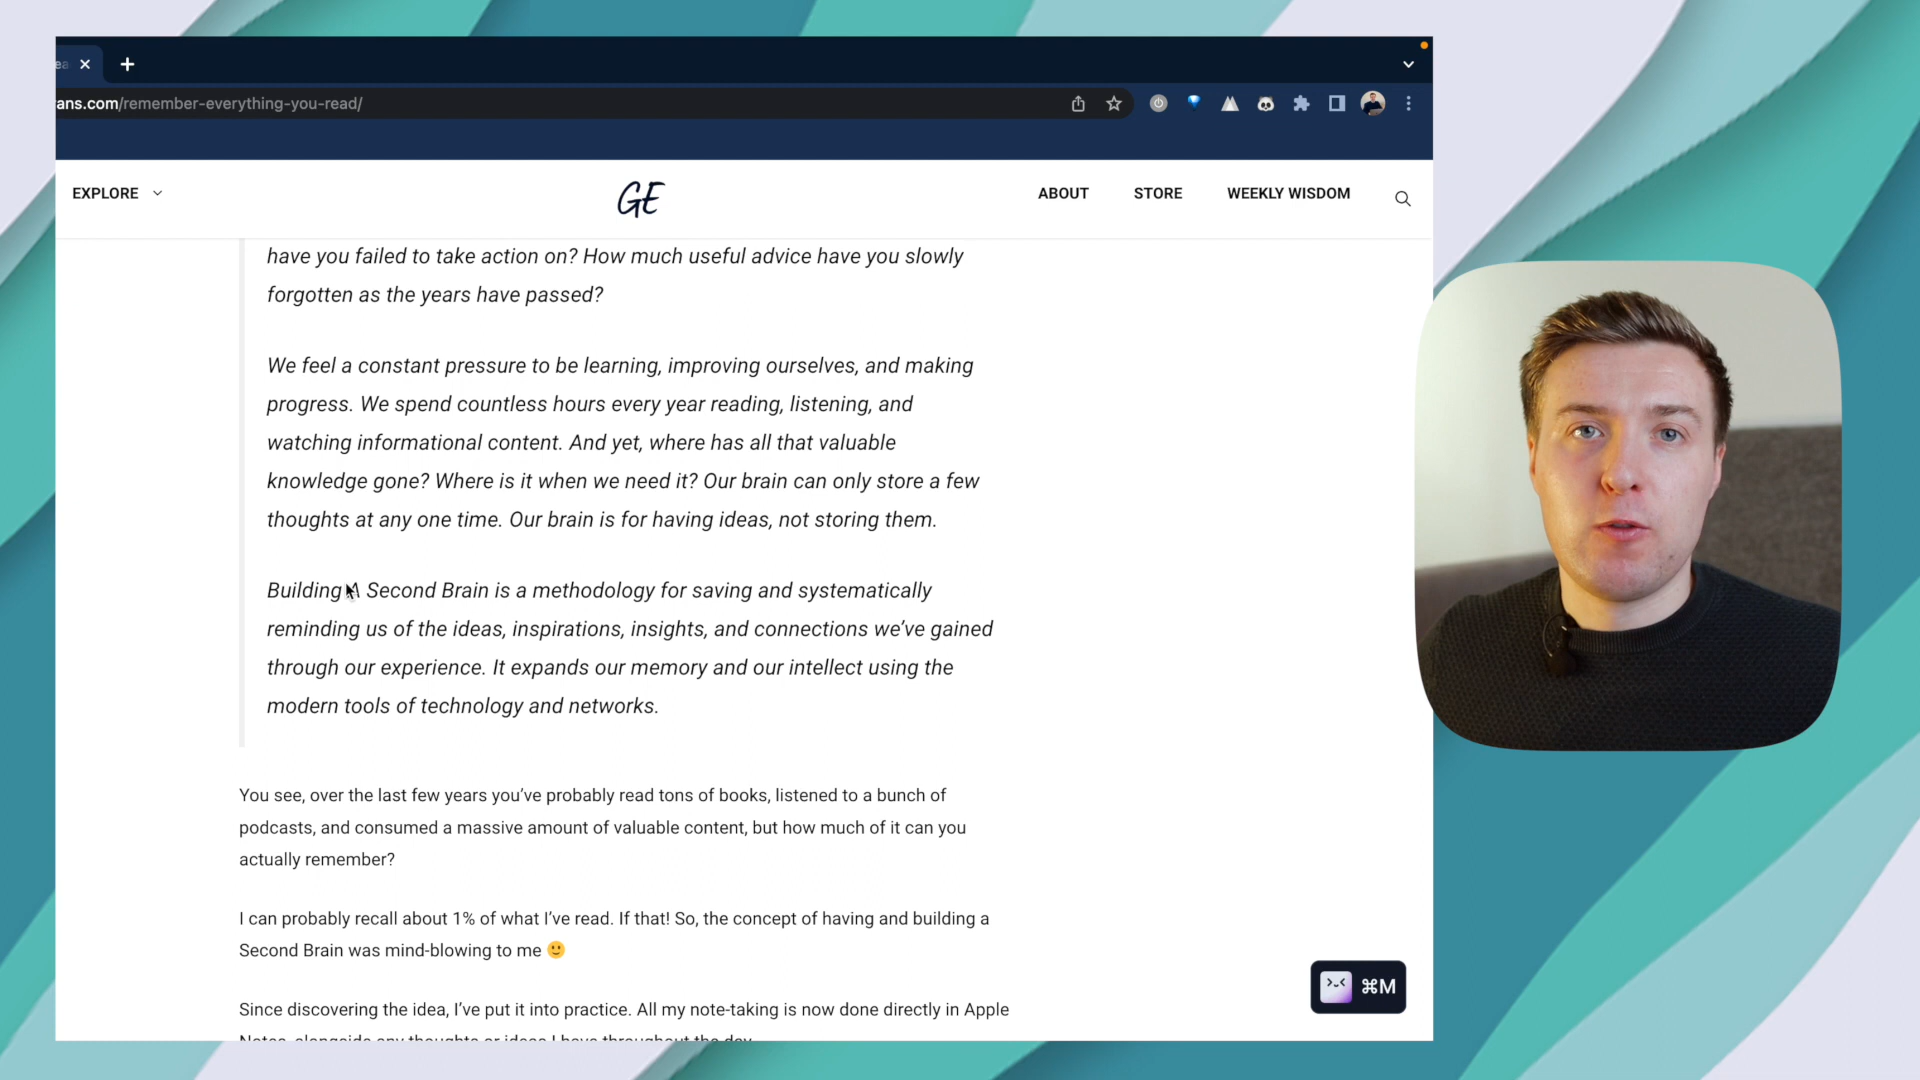 ans.com/remember-everything-you-read/
EXPLORE
GE
ABOUT
STORE
WEEKLY WISDOM
have you failed to take action on? How much useful advice have you slowly
forgotten as the years have passed?
We feel a constant pressure to be learning, improving ourselves, and making
progress. We spend countless hours every year reading, listening, and
watching informational content. And yet, where has all that valuable
knowledge gone? Where is it when we need it? Our brain can only store a few
thoughts at any one time. Our brain is for having ideas, not storing them.
Building A Second Brain is a methodology for saving and systematically
reminding us of the ideas, inspirations, insights, and connections we’ve gained
through our experience. It expands our memory and our intellect using the
modern tools of technology and networks.
You see, over the last few years you’ve probably read tons of books, listened to a bunch of
podcasts, and consumed a massive amount of valuable content, but how much of it can you
actually remember?
I can probably recall about 1% of what I’ve read. If that! So, the concept of having and building a
Second Brain was mind-blowing to me 🙂
Since discovering the idea, I’ve put it into practice. All my note-taking is now done directly in Apple
Notes, alongside any thoughts or ideas I have throughout the day.
⌘M